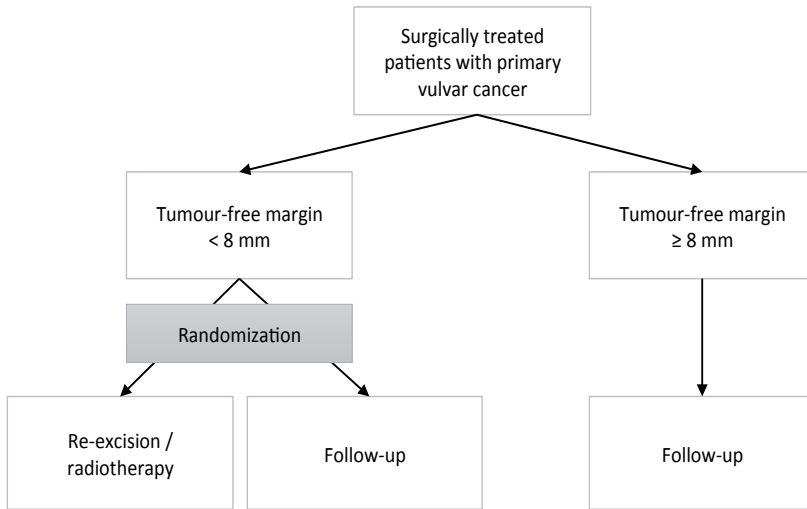 Surgically treated
patients with primary
vulvar cancer
Tumour-free margin
< 8 mm
Tumour-free margin
≥ 8 mm
Randomization
Re-excision /
radiotherapy
Follow-up
Follow-up